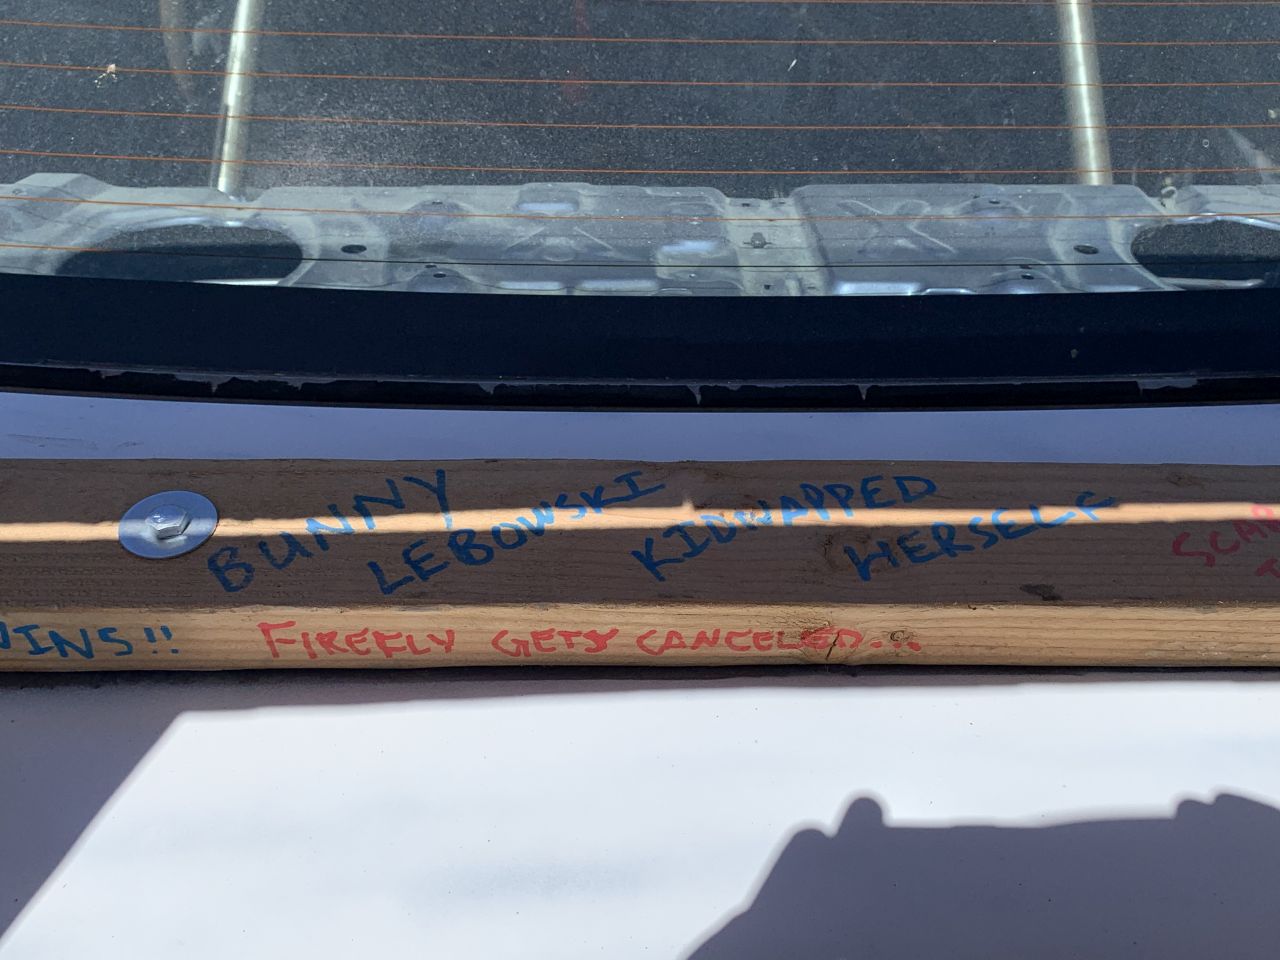 BUNNY LEBOWSKI KIDNAPPED HERSELF
INS!! FIREFLY GETS CANCELED...